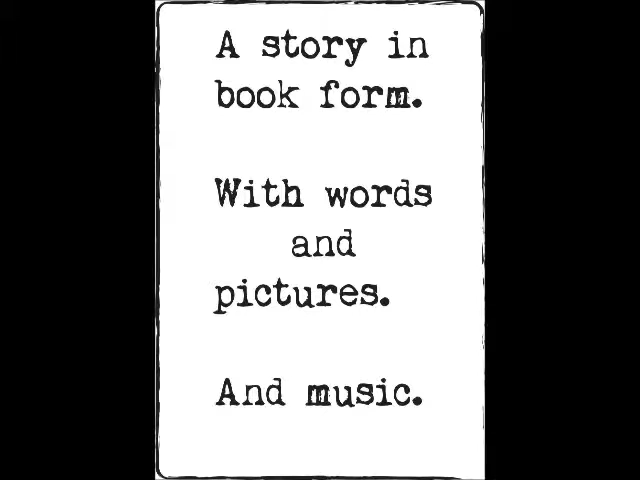 A story in
book form.
With words
and
pictures.
And music.